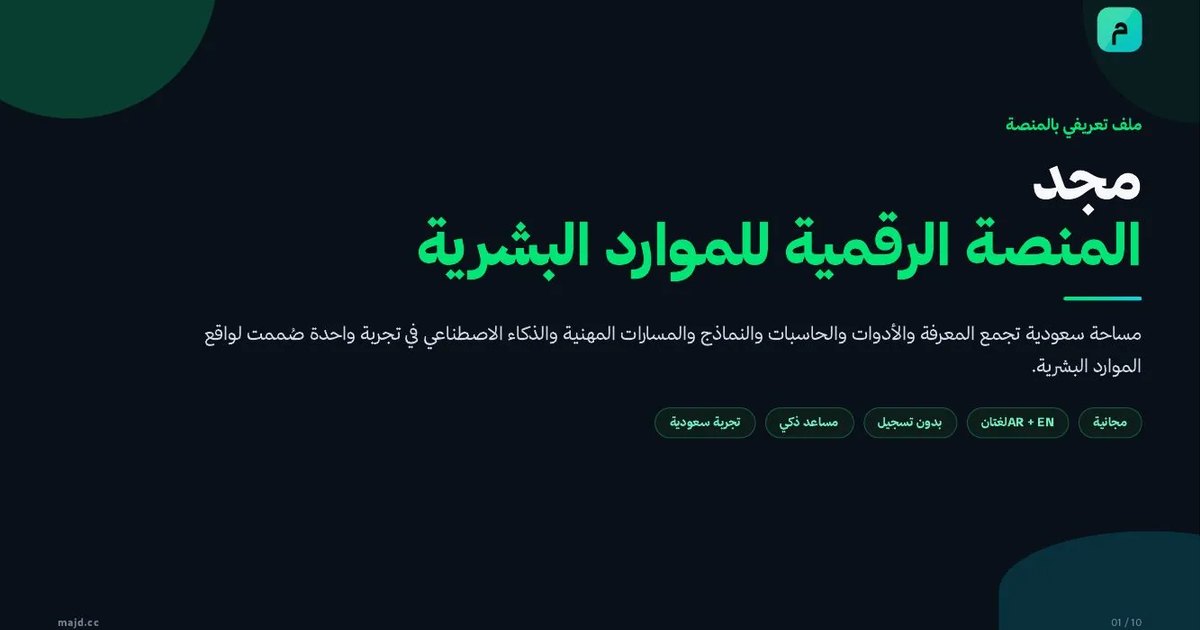 م
ملف تعريفي بالمنصة
مجد
المنصة الرقمية للموارد البشرية
مساحة سعودية تجمع المعرفة والأدوات والحاسبات والنماذج والمسارات المهنية والذكاء الاصطناعي في تجربة واحدة صُممت لواقع
الموارد البشرية.
مجانية
AR + EN لغتان
بدون تسجيل
مساعد ذكي
تجربة سعودية
majd.cc
01 / 10